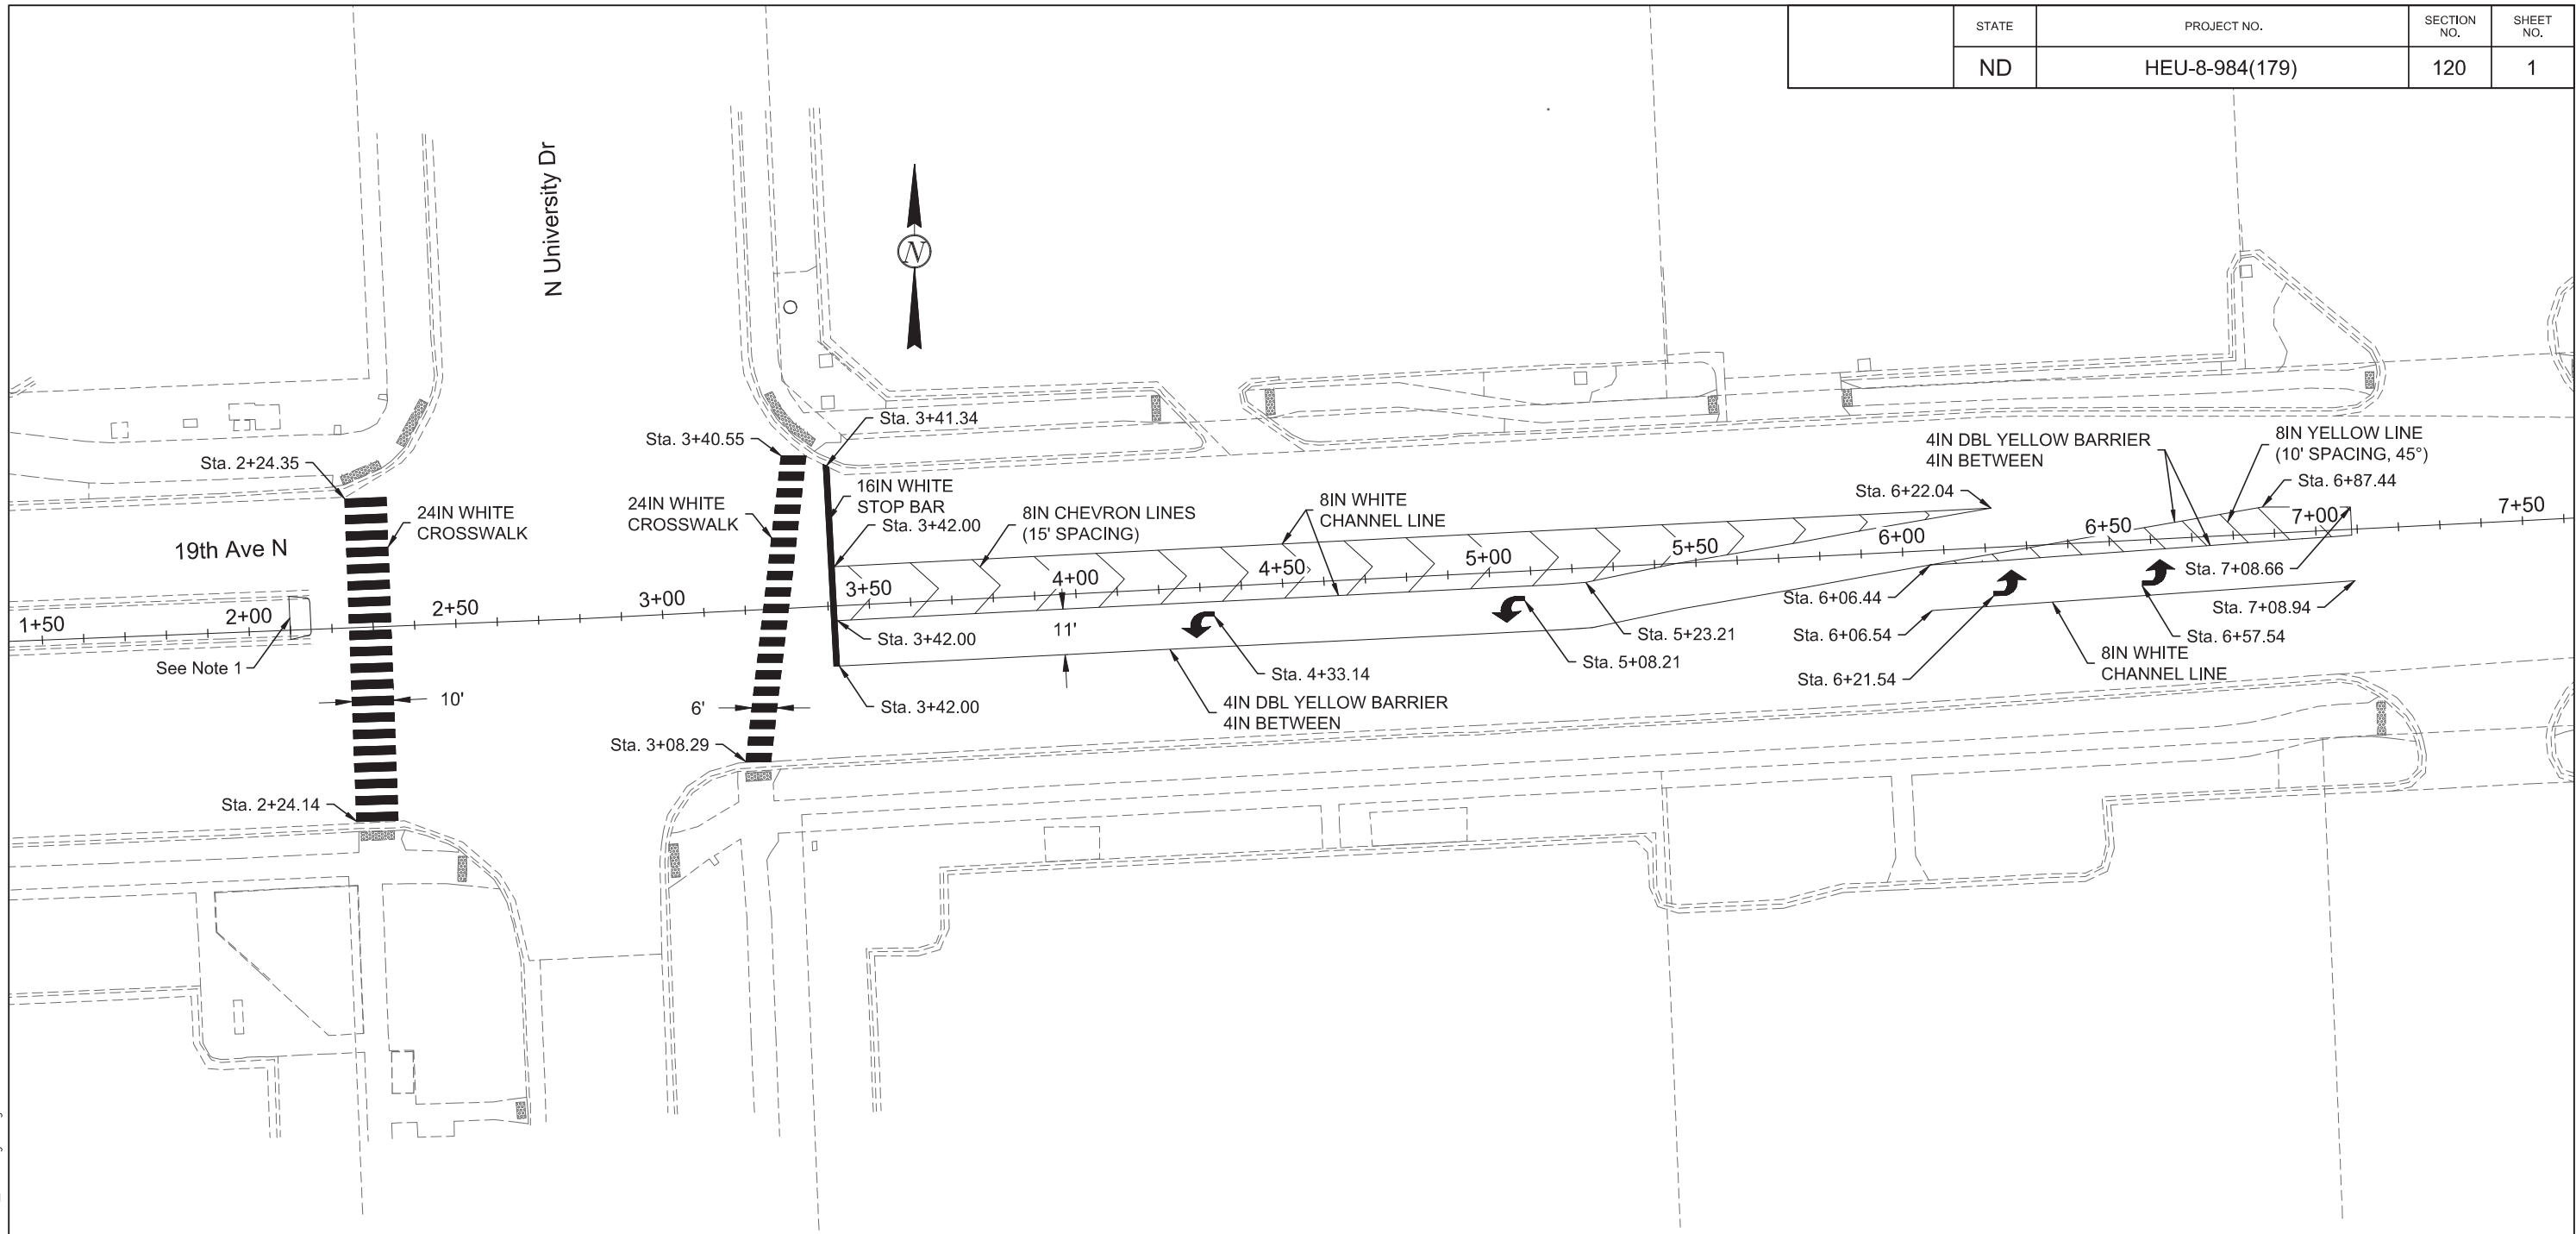 STATE
PROJECT NO.
SECTION
NO.
SHEET
NO.
ND
HEU-8-984(179)
120
1
N University Dr
N
Sta. 3+41.34
Sta. 3+40.55
Sta. 2+24.35
24IN WHITE
CROSSWALK
24IN WHITE
CROSSWALK
16IN WHITE
STOP BAR
Sta. 3+42.00
8IN CHEVRON LINES
(15' SPACING)
8IN WHITE
CHANNEL LINE
4IN DBL YELLOW BARRIER
4IN BETWEEN
8IN YELLOW LINE
(10' SPACING, 45°)
Sta. 6+22.04
Sta. 6+87.44
19th Ave N
1+50
2+00
2+50
3+00
3+50
4+00
4+50
5+00
5+50
6+00
6+50
7+00
7+50
See Note 1
10'
6'
11'
Sta. 3+42.00
Sta. 3+42.00
Sta. 4+33.14
4IN DBL YELLOW BARRIER
4IN BETWEEN
Sta. 5+23.21
Sta. 5+08.21
Sta. 6+06.44
Sta. 6+06.54
Sta. 6+21.54
Sta. 7+08.66
Sta. 7+08.94
Sta. 6+57.54
8IN WHITE
CHANNEL LINE
Sta. 3+08.29
Sta. 2+24.14